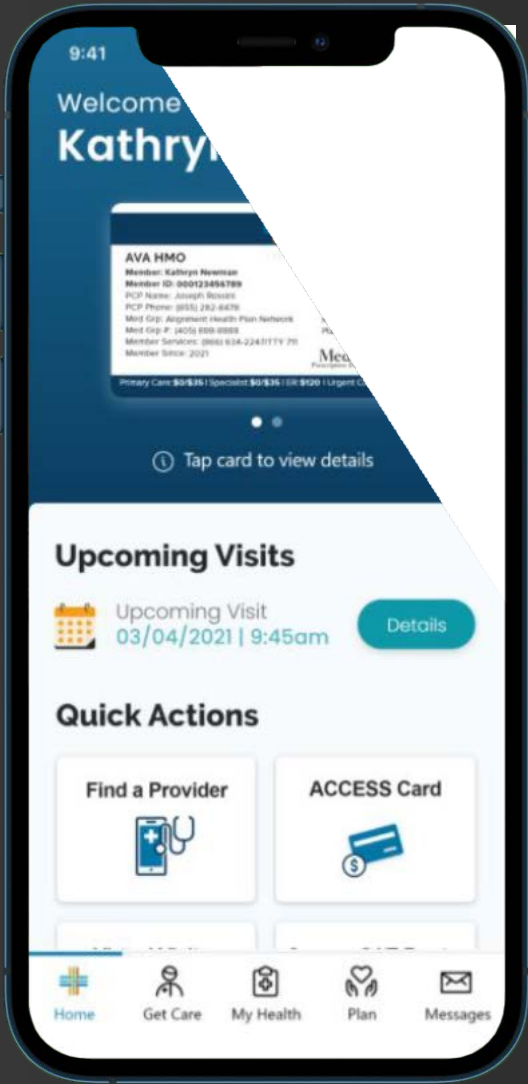 9:41
Welcome
Kathry
AVA HMO
Member: Kathryn Newman
Member ID: 000123456789
PCP Name: Joseph Rossini
PCP Phone: (855) 282-8478
Med Grp: Alignment Health Plan Network
Med Grp #: (405) 888-8888
Member Services: (866) 634-2247/TTY 711
Member Since: 2021
Med
Primary Care: $0/$35 | Specialist: $0/$35 | ER: $120 | Urgent
Tap card to view details
Upcoming Visits
Upcoming Visit
03/04/2021 | 9:45am
Details
Quick Actions
Find a Provider
ACCESS Card
Home
Get Care
My Health
Plan
Messages